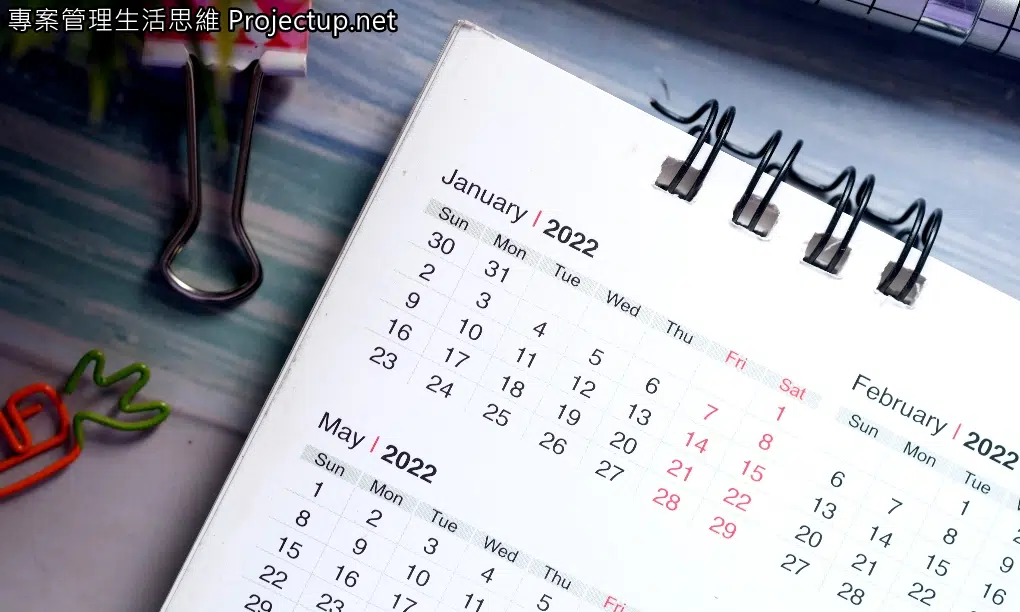 專案管理生活思維 Projectup.net
January | 2022
Sun Mon Tue Wed Thu Fri Sat
30 31 1
2 3 4 5 6 7 8
9 10 11 12 13 14 15
16 17 18 19 20 21 22
23 24 25 26 27 28 29
February | 2022
Sun Mon Tue
1
6 7 8 9
13 14 15 16
20 21 22
27 28
May | 2022
Sun Mon Tue Wed Thu Fri
1 2 3 4 5
8 9 10 11
15 16 17
22 23
29